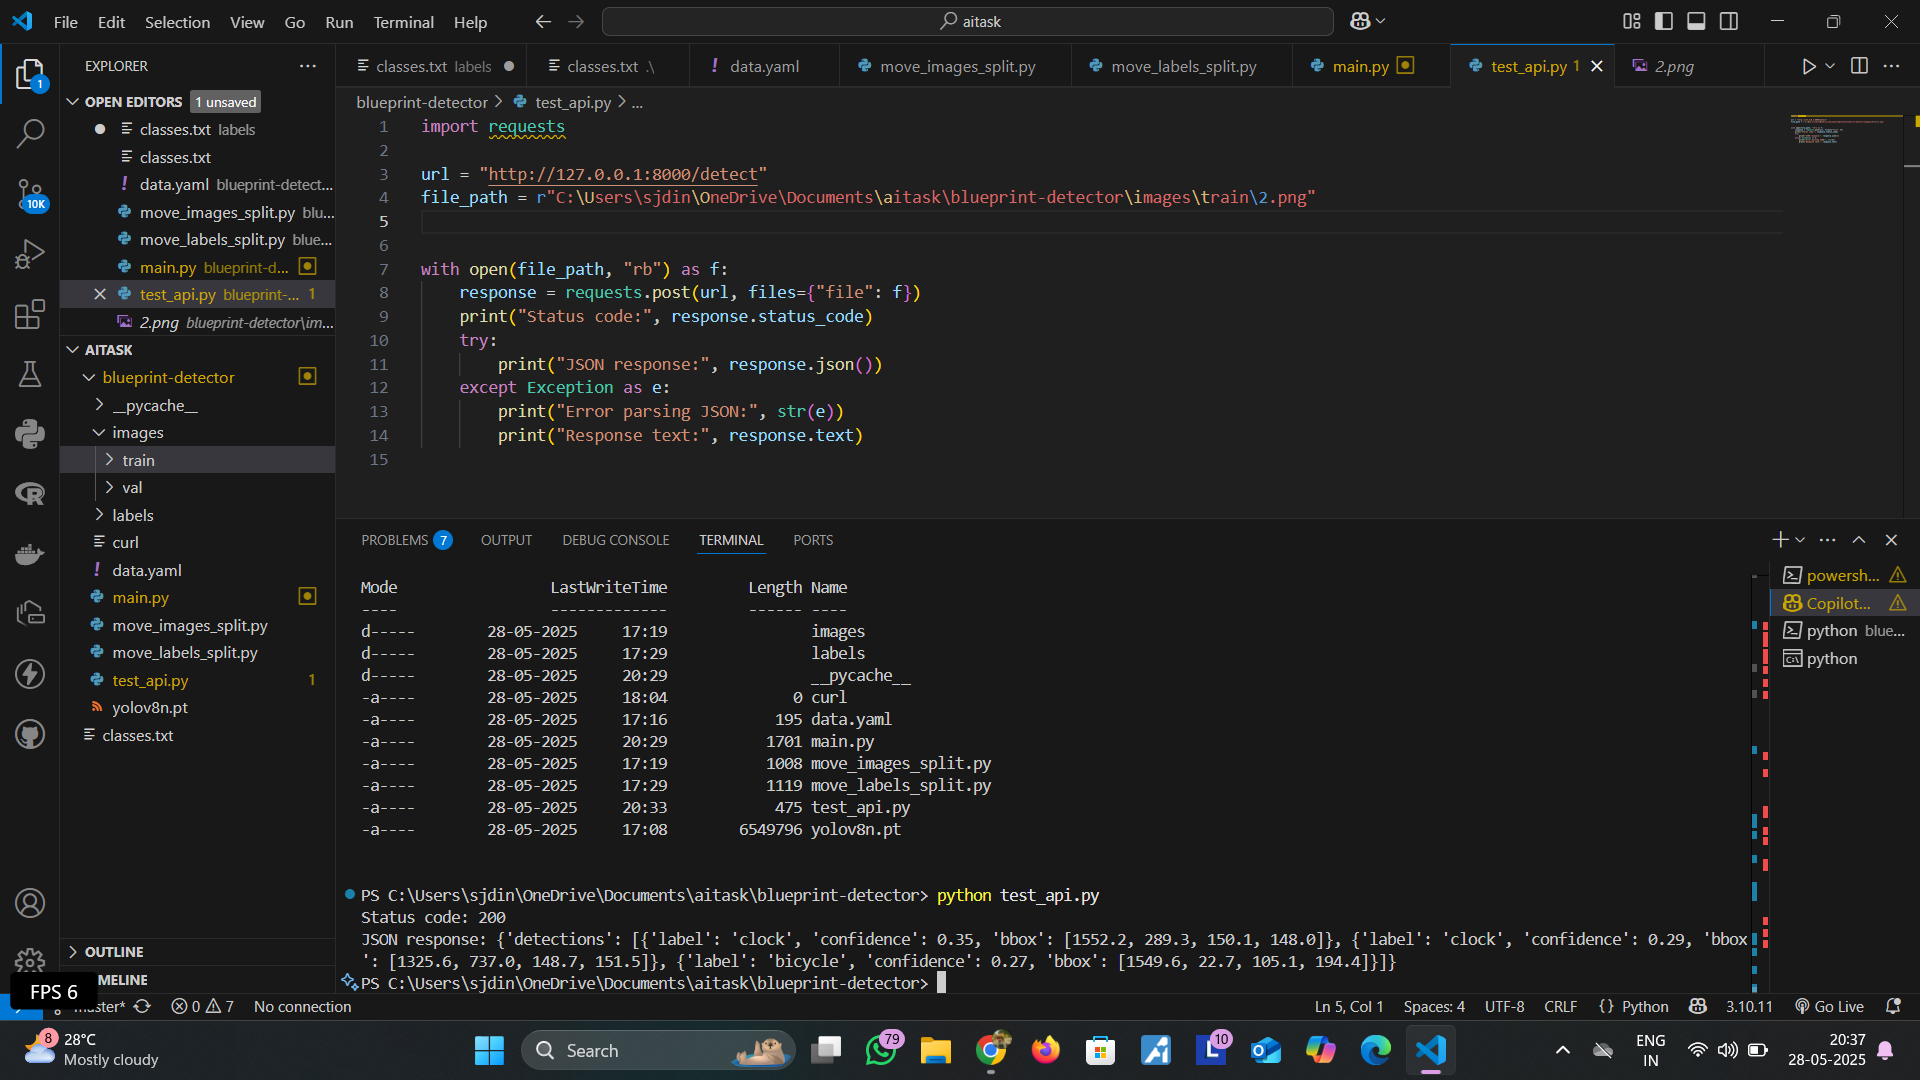 File Edit Selection View Go Run Terminal Help
aitask
EXPLORER
1
OPEN EDITORS 1 unsaved
classes.txt labels
classes.txt
data.yaml blueprint-detect...
move_images_split.py blu...
move_labels_split.py blue...
main.py blueprint-d...
test_api.py blueprint-... 1
2.png blueprint-detector\im...
10K
AITASK
blueprint-detector
__pycache__
images
train
val
labels
curl
data.yaml
main.py
move_images_split.py
move_labels_split.py
test_api.py 1
yolov8n.pt
classes.txt
OUTLINE
MELINE
FPS 6
classes.txt labels
classes.txt .\
data.yaml
move_images_split.py
move_labels_split.py
main.py
test_api.py 1
2.png
blueprint-detector > test_api.py > ...
1 import requests
2
3 url = "http://127.0.0.1:8000/detect"
4 file_path = r"C:\Users\sjdin\OneDrive\Documents\aitask\blueprint-detector\images\train\2.png"
5
6
7 with open(file_path, "rb") as f:
8 response = requests.post(url, files={"file": f})
9 print("Status code:", response.status_code)
10 try:
11 print("JSON response:", response.json())
12 except Exception as e:
13 print("Error parsing JSON:", str(e))
14 print("Response text:", response.text)
15
PROBLEMS 7 OUTPUT DEBUG CONSOLE TERMINAL PORTS
Mode LastWriteTime Length Name
---- ------------- ------ ----
d----- 28-05-2025 17:19 images
d----- 28-05-2025 17:29 labels
d----- 28-05-2025 20:29 __pycache__
-a---- 28-05-2025 18:04 0 curl
-a---- 28-05-2025 17:16 195 data.yaml
-a---- 28-05-2025 20:29 1701 main.py
-a---- 28-05-2025 17:19 1008 move_images_split.py
-a---- 28-05-2025 17:29 1119 move_labels_split.py
-a---- 28-05-2025 20:33 475 test_api.py
-a---- 28-05-2025 17:08 6549796 yolov8n.pt
PS C:\Users\sjdin\OneDrive\Documents\aitask\blueprint-detector> python test_api.py
Status code: 200
JSON response: {'detections': [{'label': 'clock', 'confidence': 0.35, 'bbox': [1552.2, 289.3, 150.1, 148.0]}, {'label': 'clock', 'confidence': 0.29, 'bbox
': [1325.6, 737.0, 148.7, 151.5]}, {'label': 'bicycle', 'confidence': 0.27, 'bbox': [1549.6, 22.7, 105.1, 194.4]}]}
PS C:\Users\sjdin\OneDrive\Documents\aitask\blueprint-detector>
powersh...
Copilot...
python blue...
python
master* 0 7 No connection
Ln 5, Col 1 Spaces: 4 UTF-8 CRLF {} Python 3.10.11 Go Live
8
28°C
Mostly cloudy
Search
79
10
ENG
IN
20:37
28-05-2025